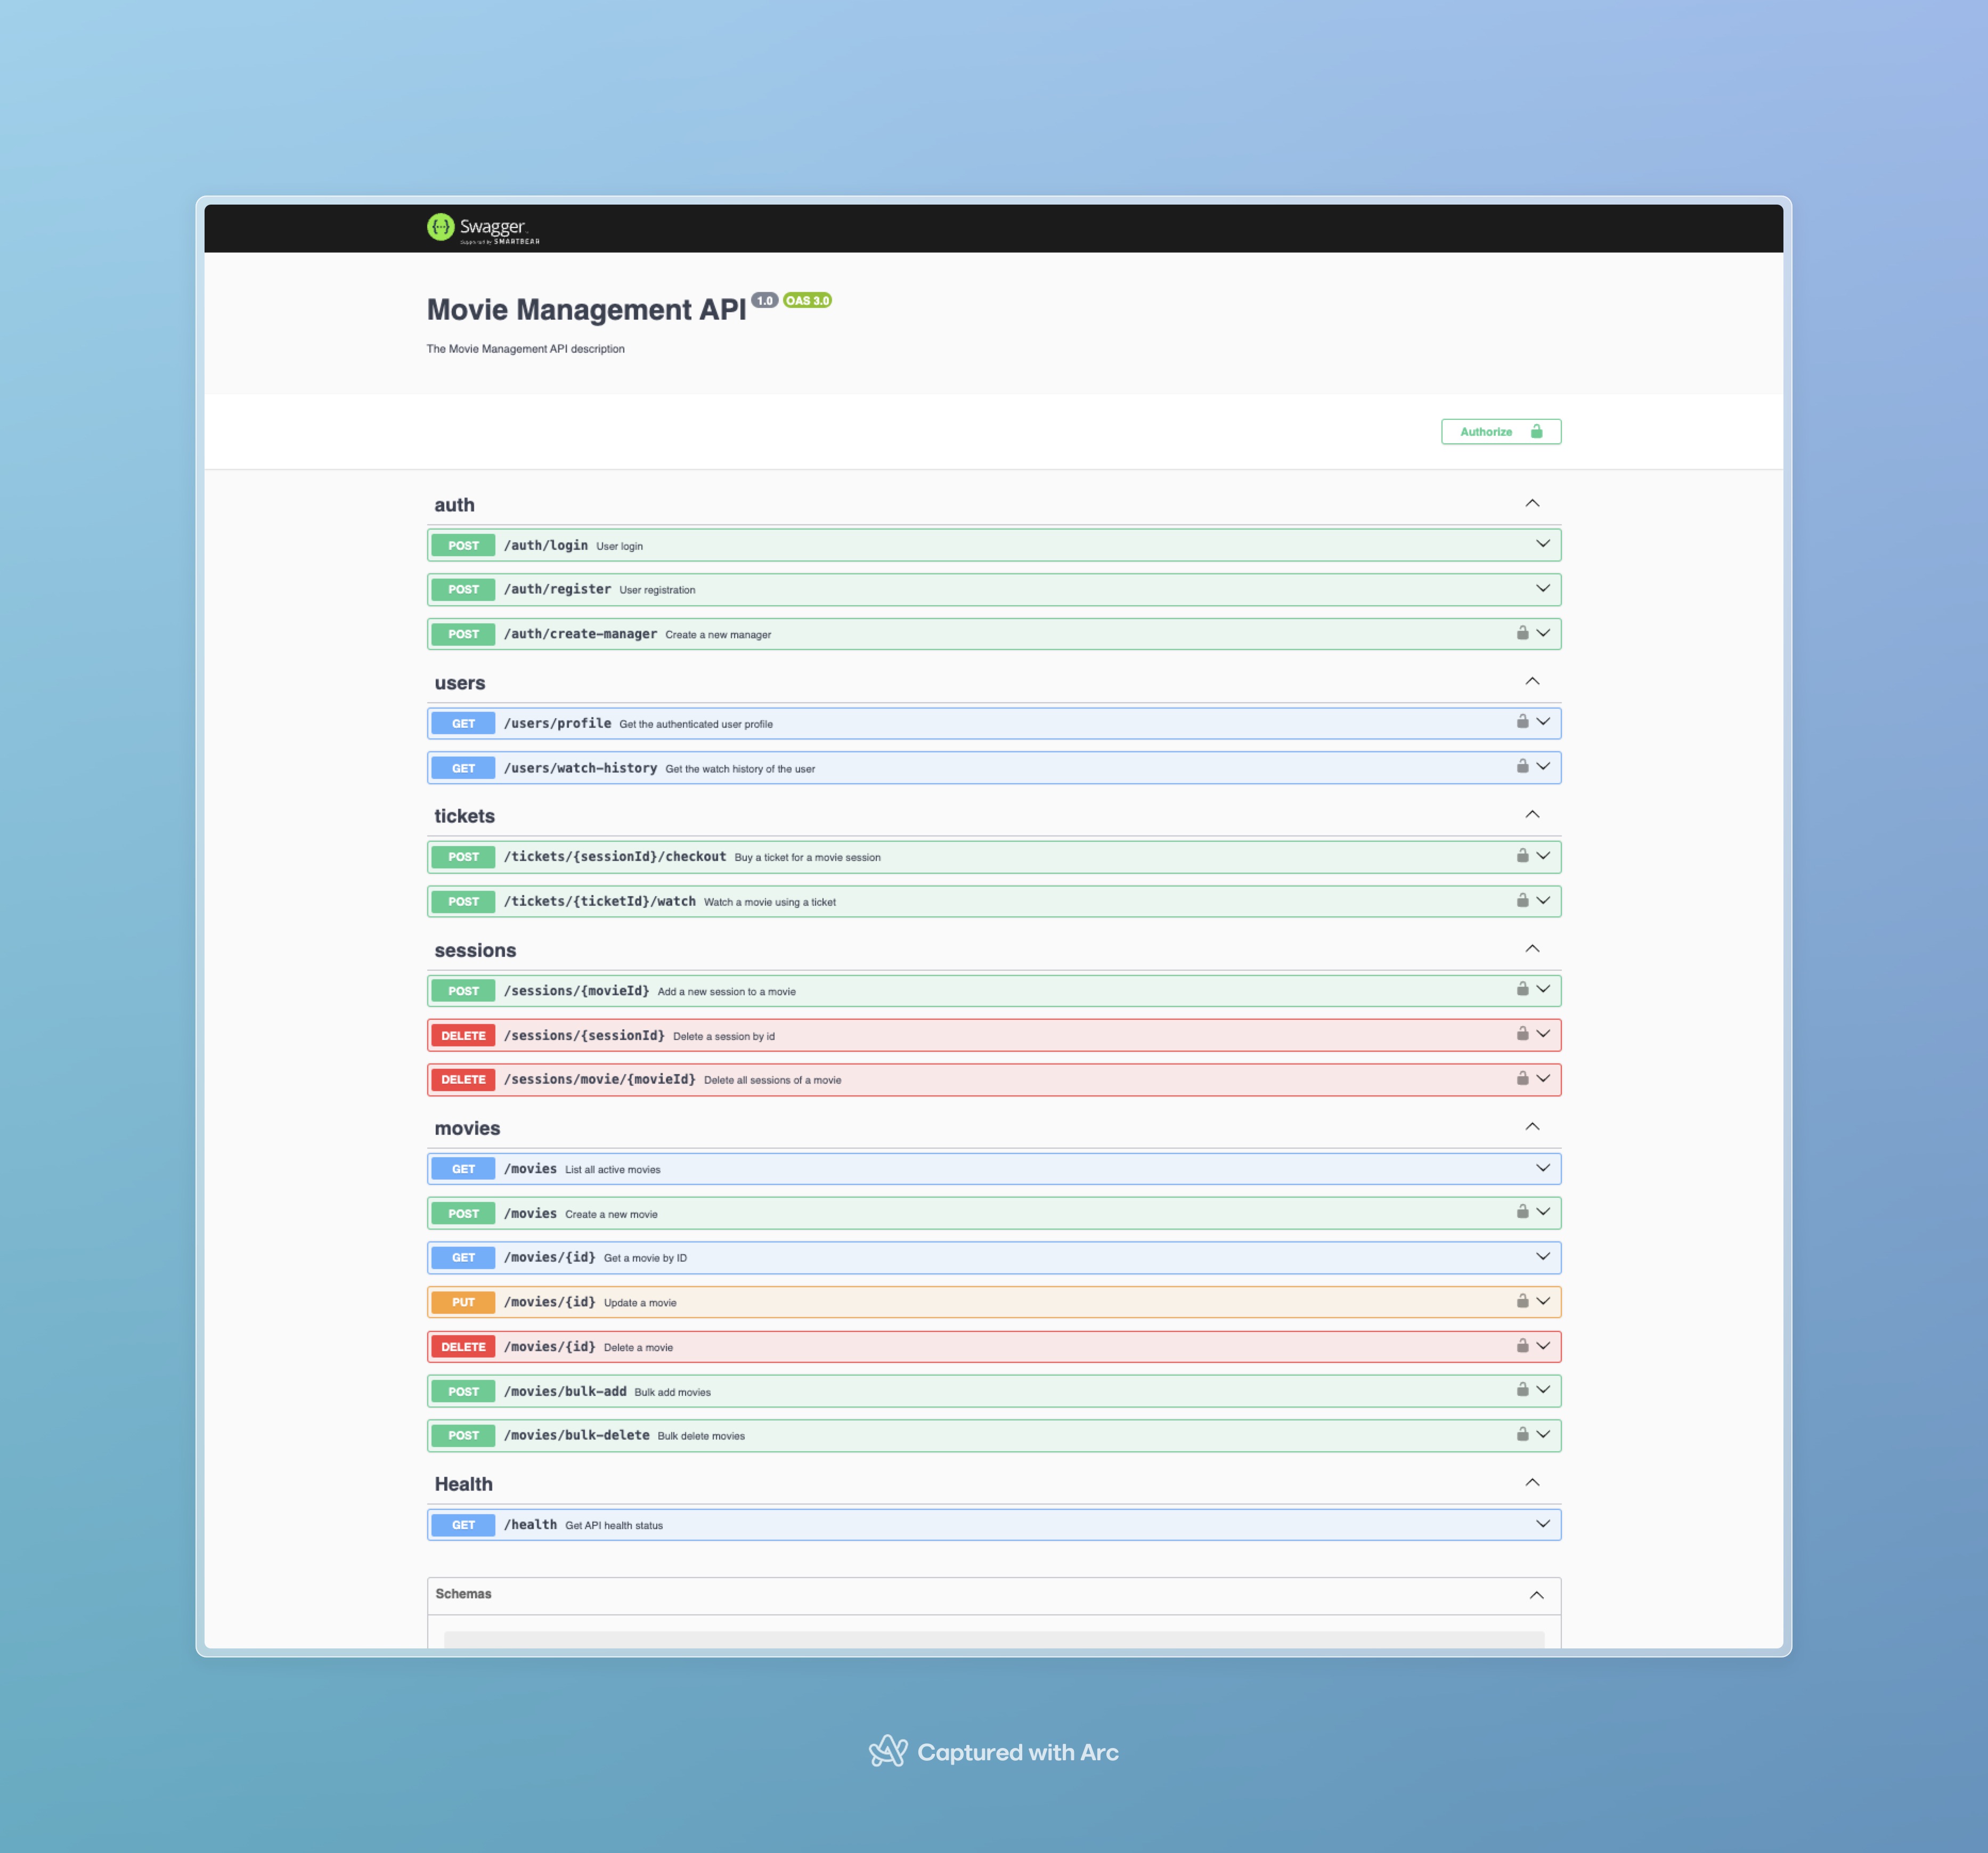 Swagger
Supported by SMARTBEAR
Movie Management API 1.0 OAS 3.0
The Movie Management API description
Authorize
auth
POST /auth/login User login
POST /auth/register User registration
POST /auth/create-manager Create a new manager
users
GET /users/profile Get the authenticated user profile
GET /users/watch-history Get the watch history of the user
tickets
POST /tickets/{sessionId}/checkout Buy a ticket for a movie session
POST /tickets/{ticketId}/watch Watch a movie using a ticket
sessions
POST /sessions/{movieId} Add a new session to a movie
DELETE /sessions/{sessionId} Delete a session by id
DELETE /sessions/movie/{movieId} Delete all sessions of a movie
movies
GET /movies List all active movies
POST /movies Create a new movie
GET /movies/{id} Get a movie by ID
PUT /movies/{id} Update a movie
DELETE /movies/{id} Delete a movie
POST /movies/bulk-add Bulk add movies
POST /movies/bulk-delete Bulk delete movies
Health
GET /health Get API health status
Schemas
Captured with Arc